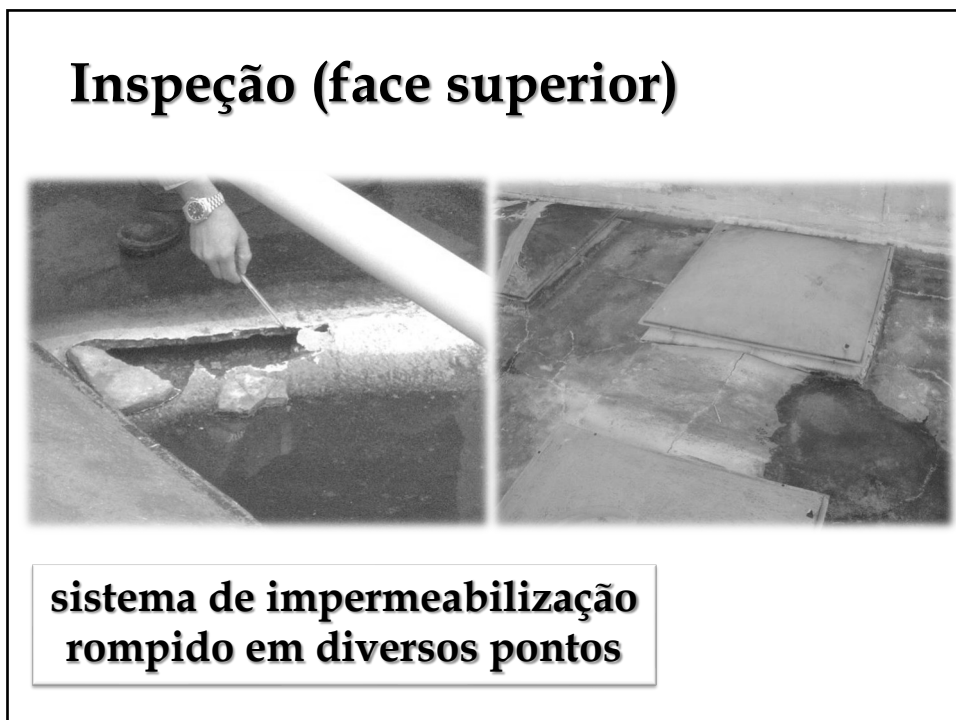 Inspeção (face superior)
sistema de impermeabilização
rompido em diversos pontos